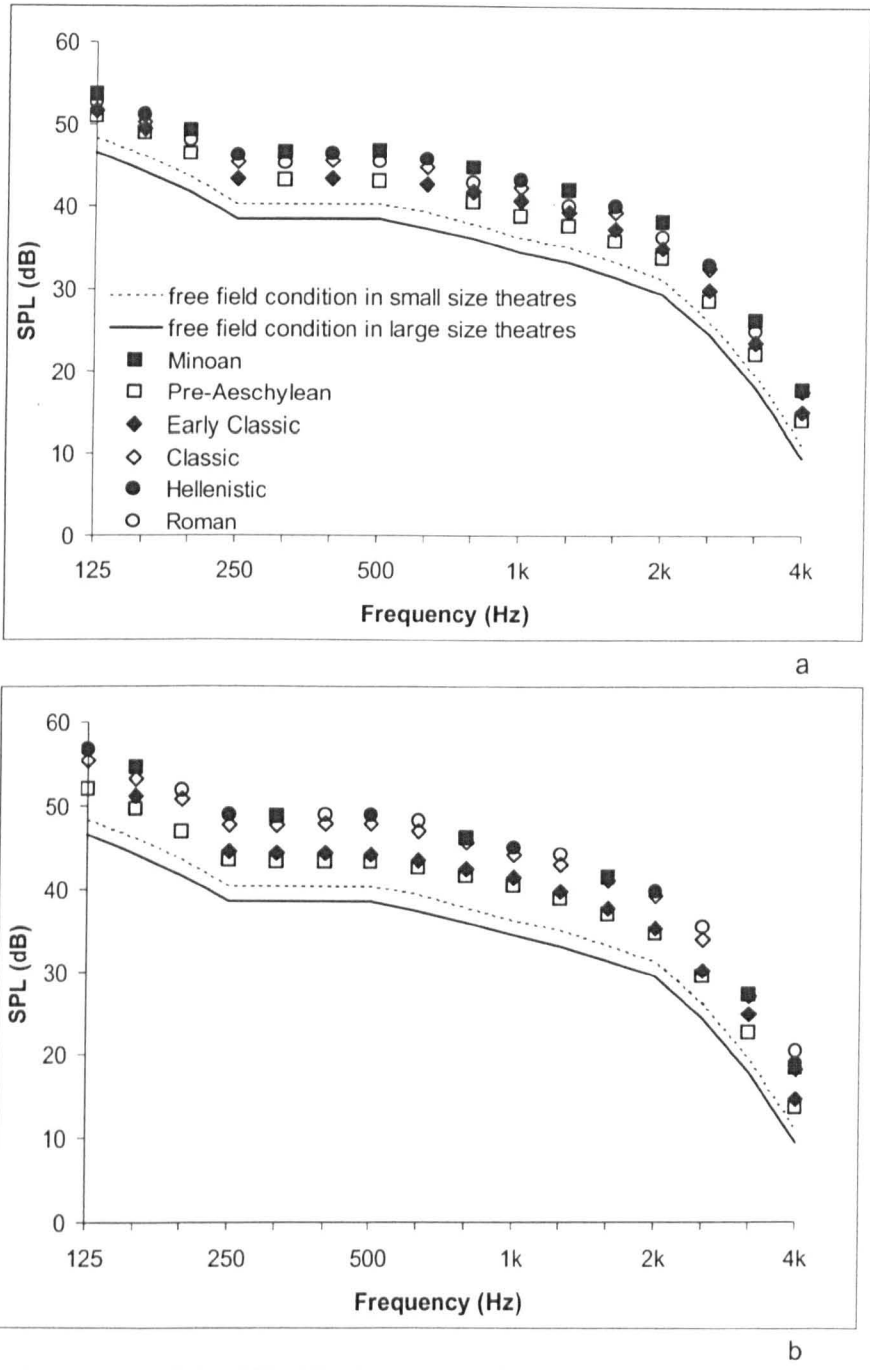 60
50
40
30
20
10
0
SPL (dB)
free field condition in small size theatres
free field condition in large size theatres
Minoan
Pre-Aeschylean
Early Classic
Classic
Hellenistic
Roman
125 250 500 1k 2k 4k
Frequency (Hz)
a
60
50
40
30
20
10
0
SPL (dB)
125 250 500 1k 2k 4k
Frequency (Hz)
b